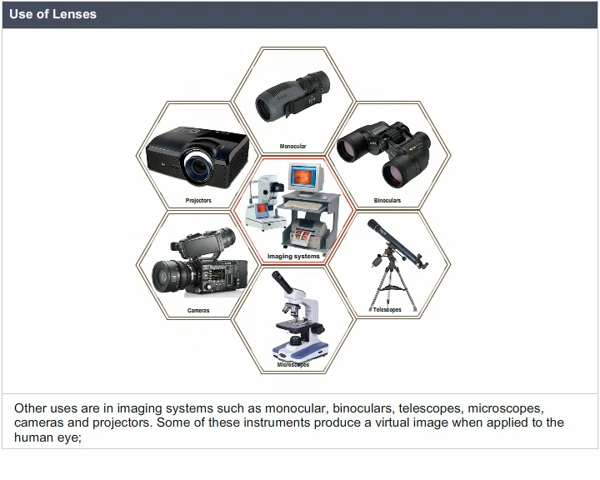 Use of Lenses
Monocular
Projectors
Binoculars
imaging systems
Cameras
Telescopes
Microscopes
Other uses are in imaging systems such as monocular, binoculars, telescopes, microscopes,
cameras and projectors. Some of these instruments produce a virtual image when applied to the
human eye;